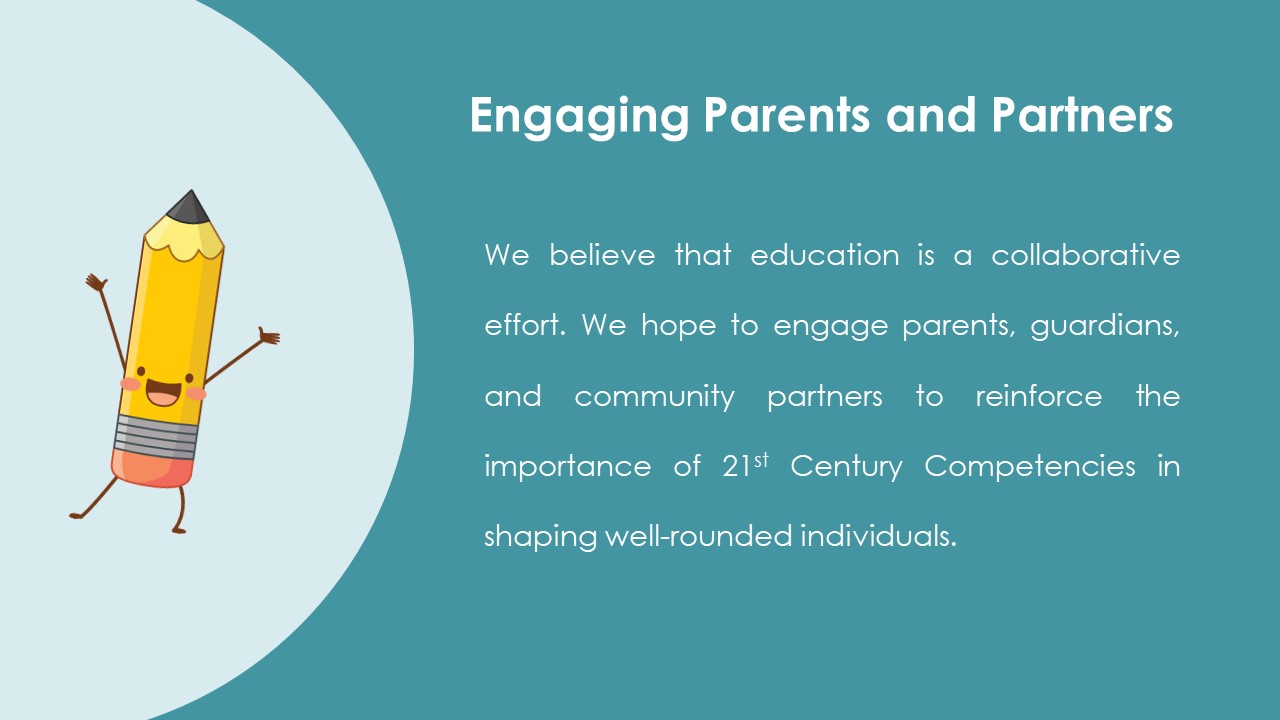 Engaging Parents and Partners
We believe that education is a collaborative
effort. We hope to engage parents, guardians,
and community partners to reinforce the
importance of 21st Century Competencies in
shaping well-rounded individuals.